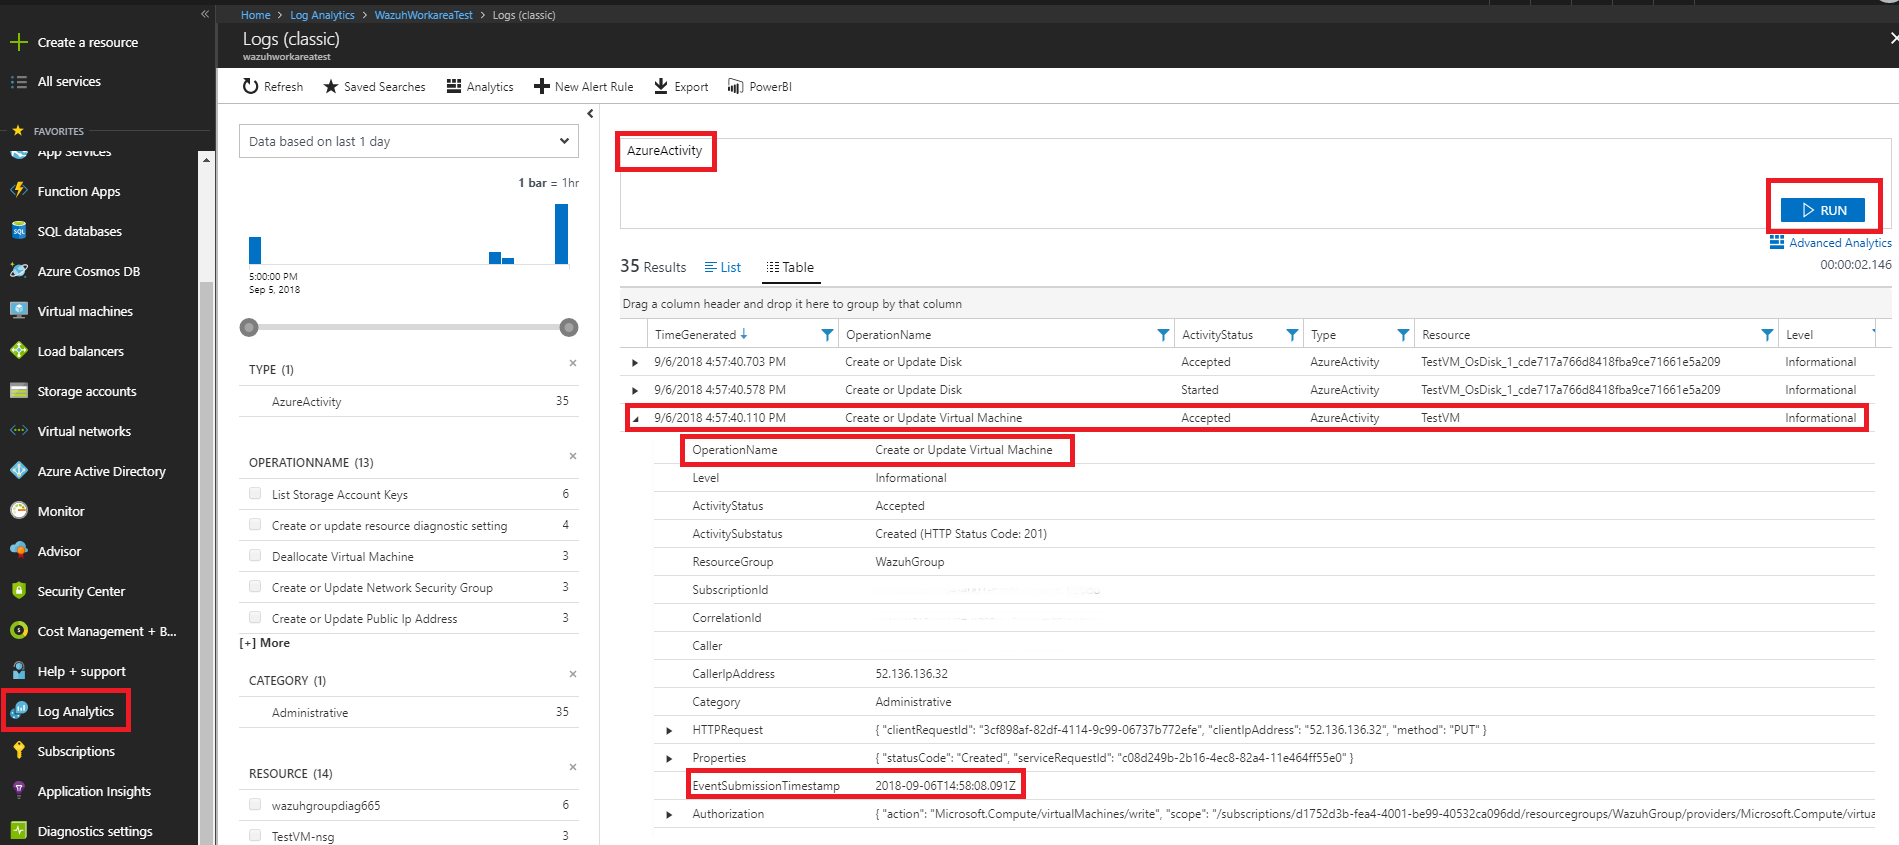 Home > Log Analytics > WazuhWorkareaTest > Logs (classic)
Logs (classic)
wazuhworkareatest
«
Create a resource
All services
FAVORITES
App Services
Function Apps
SQL databases
Azure Cosmos DB
Virtual machines
Load balancers
Storage accounts
Virtual networks
Azure Active Directory
Monitor
Advisor
Security Center
Cost Management + B...
Help + support
Log Analytics
Subscriptions
Application Insights
Diagnostics settings
Refresh Saved Searches Analytics New Alert Rule Export PowerBI
Data based on last 1 day
1 bar = 1hr
5:00:00 PM
Sep 5, 2018
TYPE (1)
AzureActivity 35
OPERATIONNAME (13)
List Storage Account Keys 6
Create or update resource diagnostic setting 4
Deallocate Virtual Machine 3
Create or Update Network Security Group 3
Create or Update Public Ip Address 3
[+] More
CATEGORY (1)
Administrative 35
RESOURCE (14)
wazuhgroupdiag665 6
TestVM-nsg 3
AzureActivity
RUN
Advanced Analytics
35 Results List Table 00:00:02.146
Drag a column header and drop it here to group by that column
TimeGenerated OperationName ActivityStatus Type Resource Level
9/6/2018 4:57:40.703 PM Create or Update Disk Accepted AzureActivity TestVM_OsDisk_1_cde717a766d8418fba9ce71661e5a209 Informational
9/6/2018 4:57:40.578 PM Create or Update Disk Started AzureActivity TestVM_OsDisk_1_cde717a766d8418fba9ce71661e5a209 Informational
9/6/2018 4:57:40.110 PM Create or Update Virtual Machine Accepted AzureActivity TestVM Informational
OperationName Create or Update Virtual Machine
Level Informational
ActivityStatus Accepted
ActivitySubstatus Created (HTTP Status Code: 201)
ResourceGroup WazuhGroup
SubscriptionId
CorrelationId
Caller
CallerIpAddress 52.136.136.32
Category Administrative
HTTPRequest { "clientRequestId": "3cf898af-82df-4114-9c99-06737b772efe", "clientIpAddress": "52.136.136.32", "method": "PUT" }
Properties { "statusCode": "Created", "serviceRequestId": "c08d249b-2b16-4ec8-82a4-11e464ff55e0" }
EventSubmissionTimestamp 2018-09-06T14:58:08.091Z
Authorization { "action": "Microsoft.Compute/virtualMachines/write", "scope": "/subscriptions/d1752d3b-fea4-4001-be99-40532ca096dd/resourcegroups/WazuhGroup/providers/Microsoft.Compute/virtua